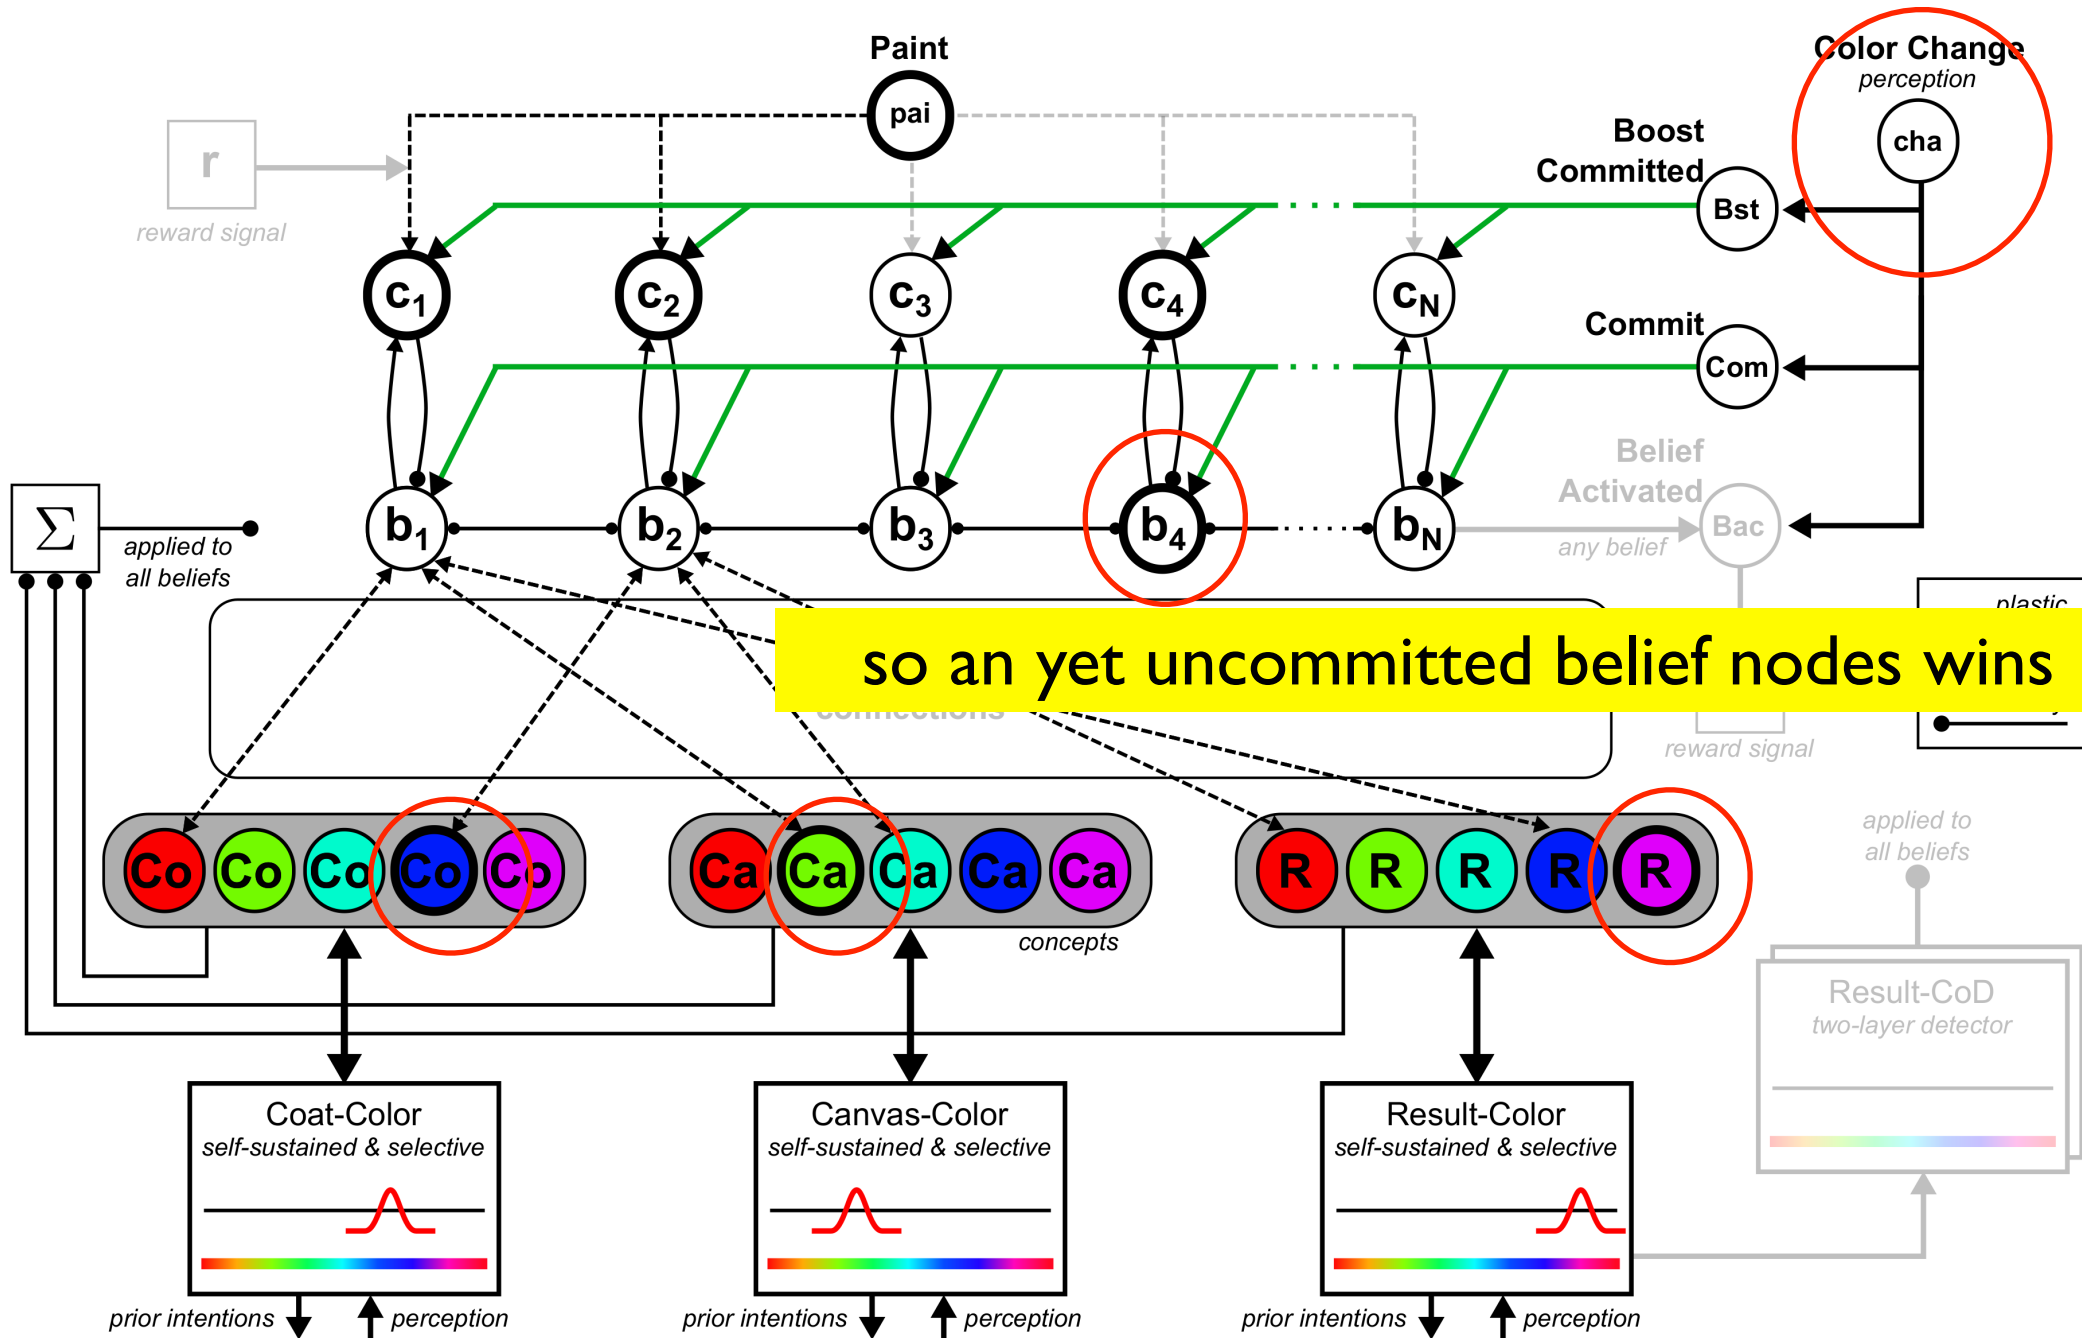 Paint
pai
Color Change
perception
cha
Boost
Committed
Bst
r
reward signal
c1
c2
c3
c4
cN
Commit
Com
Belief
Activated
Bac
any belief
Σ
applied to
all beliefs
b1
b2
b3
b4
bN
plastic
so an yet uncommitted belief nodes wins
connections
reward signal
Co Co Co Co Co
Ca Ca Ca Ca Ca
R R R R R
concepts
applied to
all beliefs
Result-CoD
two-layer detector
Coat-Color
self-sustained & selective
Canvas-Color
self-sustained & selective
Result-Color
self-sustained & selective
prior intentions
perception
prior intentions
perception
prior intentions
perception